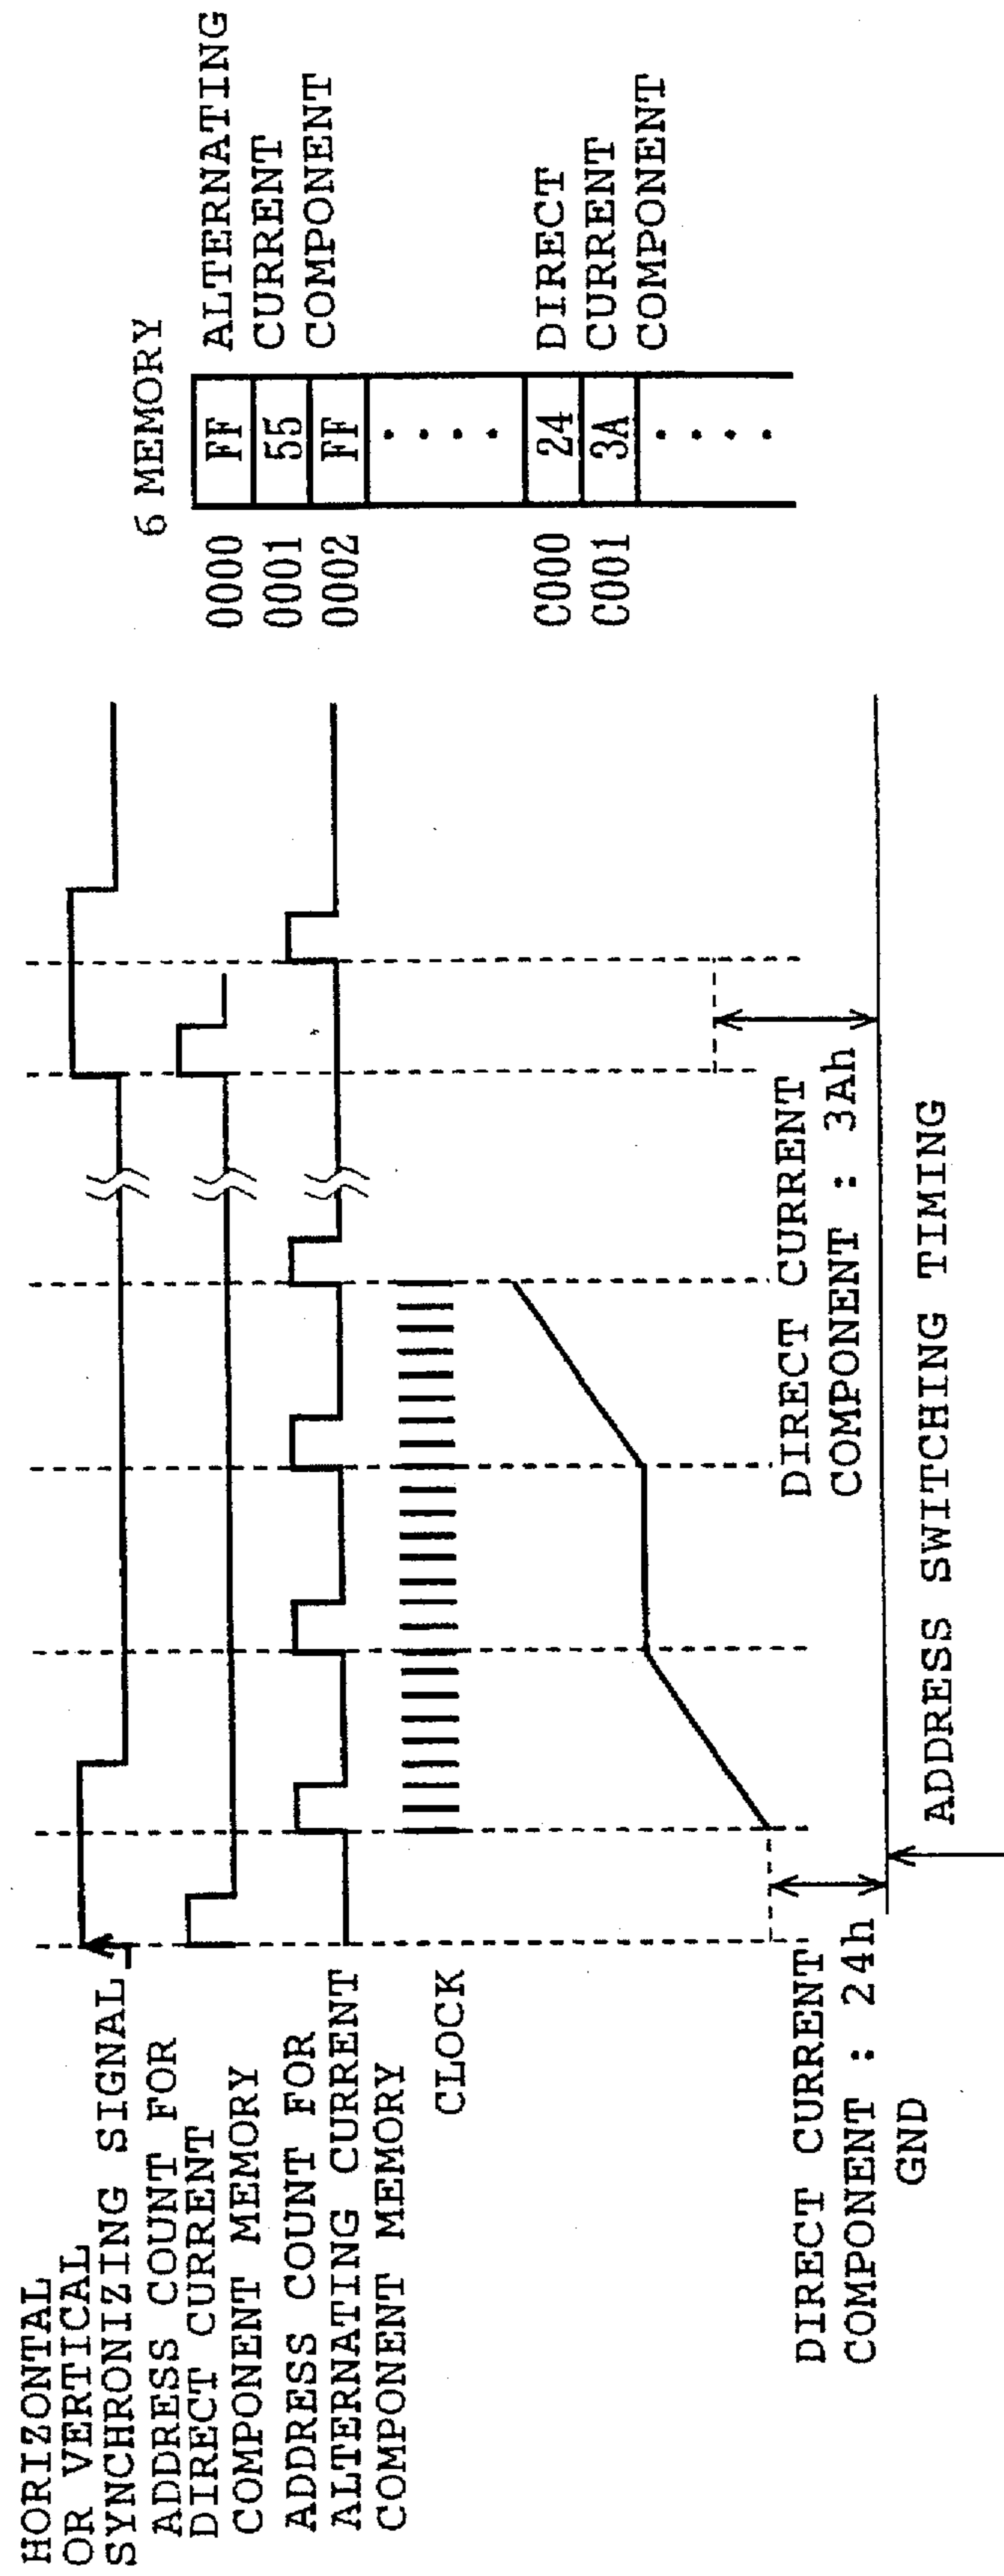 HORIZONTAL
OR VERTICAL
SYNCHRONIZING SIGNAL
ADDRESS COUNT FOR
DIRECT CURRENT
COMPONENT MEMORY
ADDRESS COUNT FOR
ALTERNATING CURRENT
COMPONENT MEMORY
CLOCK
DIRECT CURRENT
COMPONENT : 24h
GND
DIRECT CURRENT
COMPONENT : 3Ah
ADDRESS SWITCHING TIMING
6 MEMORY
0000 FF ALTERNATING
0001 55 CURRENT
0002 FF COMPONENT
C000 24 DIRECT
C001 3A CURRENT
COMPONENT